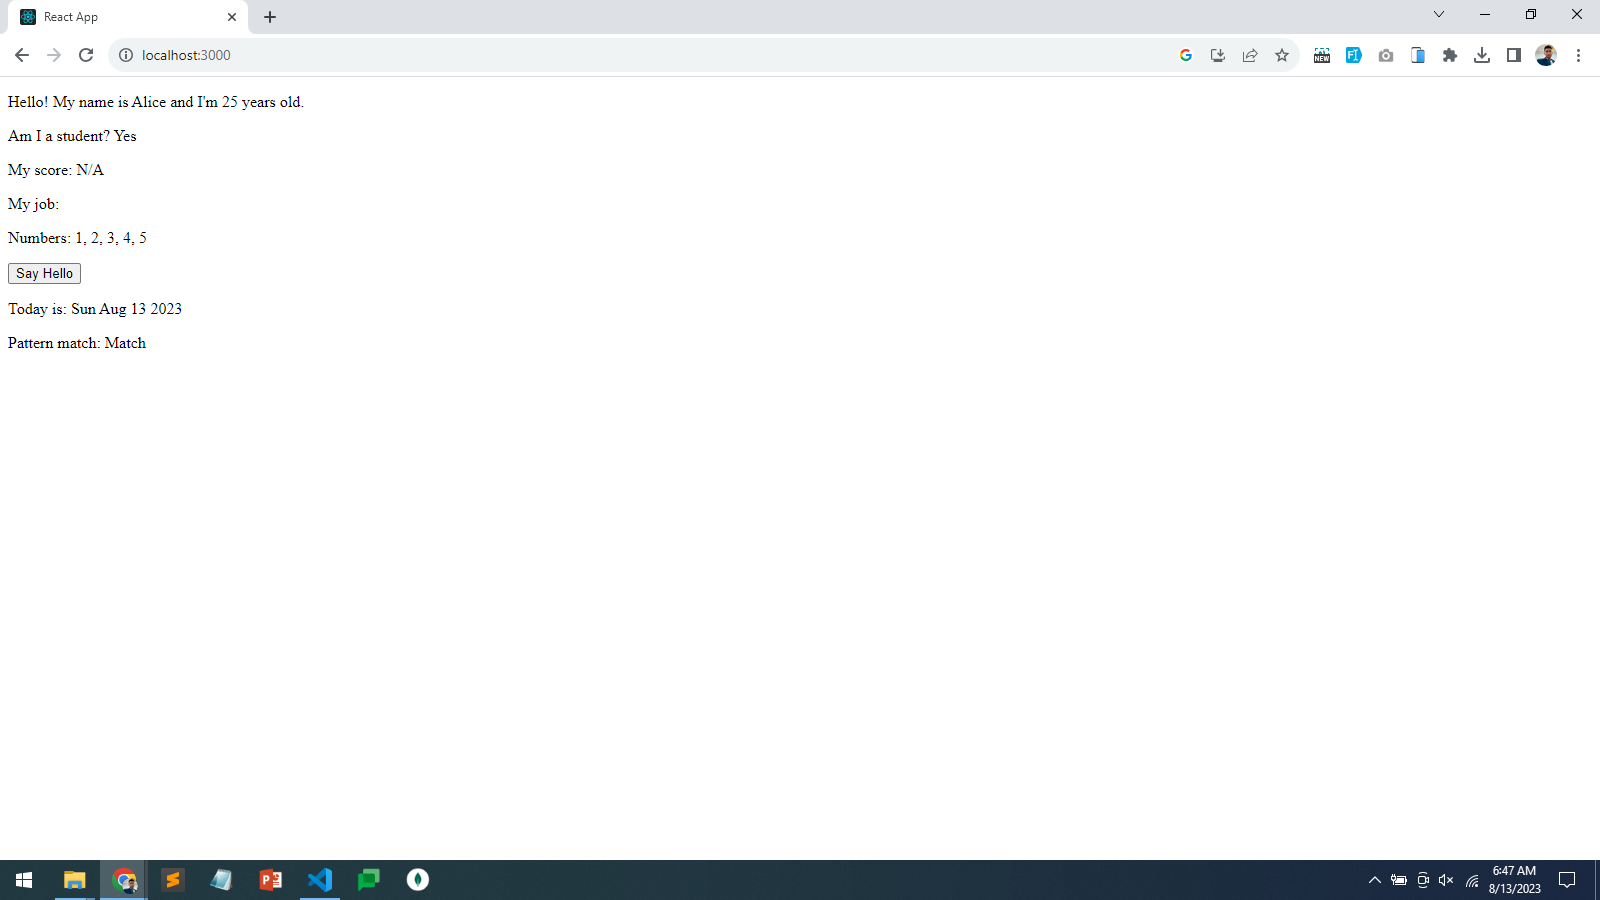 React App
localhost:3000
NEW
Hello! My name is Alice and I'm 25 years old.
Am I a student? Yes
My score: N/A
My job:
Numbers: 1, 2, 3, 4, 5
Say Hello
Today is: Sun Aug 13 2023
Pattern match: Match
6:47 AM
8/13/2023